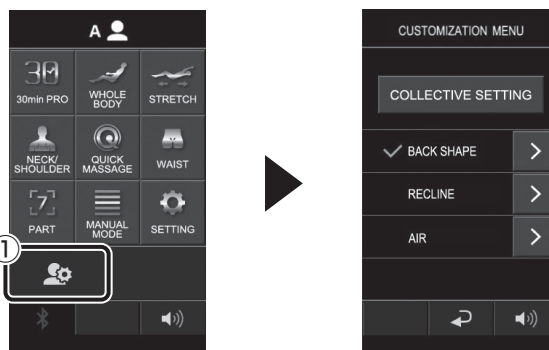 A
30
30min PRO
WHOLE
BODY
STRETCH
NECK/
SHOULDER
QUICK
MASSAGE
WAIST
7
PART
MANUAL
MODE
SETTING
1
CUSTOMIZATION MENU
COLLECTIVE SETTING
BACK SHAPE
RECLINE
AIR